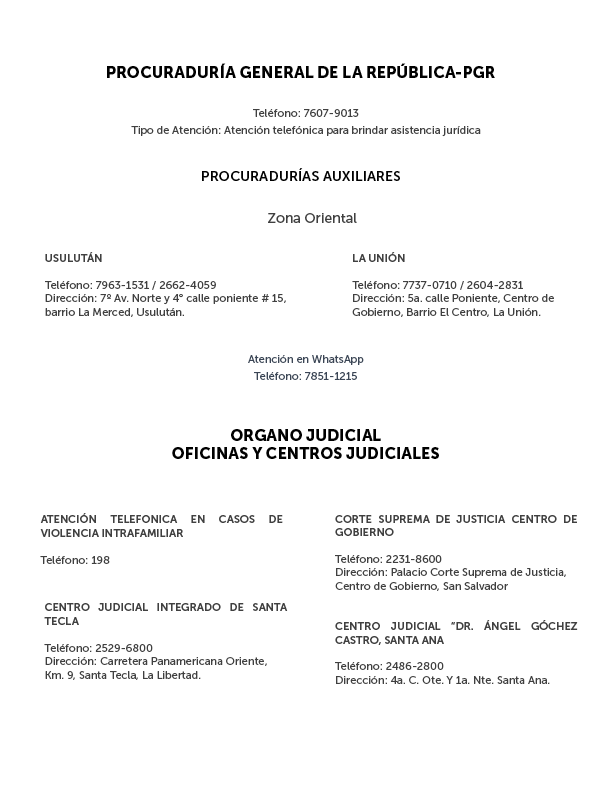 PROCURADURÍA GENERAL DE LA REPÚBLICA-PGR
Teléfono: 7607-9013
Tipo de Atención: Atención telefónica para brindar asistencia jurídica
PROCURADURÍAS AUXILIARES
Zona Oriental
USULUTÁN
Teléfono: 7963-1531 / 2662-4059
Dirección: 7º Av. Norte y 4° calle poniente # 15,
barrio La Merced, Usulután.
LA UNIÓN
Teléfono: 7737-0710 / 2604-2831
Dirección: 5a. calle Poniente, Centro de
Gobierno, Barrio El Centro, La Unión.
Atención en WhatsApp
Teléfono: 7851-1215
ORGANO JUDICIAL
OFICINAS Y CENTROS JUDICIALES
ATENCIÓN TELEFONICA EN CASOS DE
VIOLENCIA INTRAFAMILIAR
Teléfono: 198
CENTRO JUDICIAL INTEGRADO DE SANTA
TECLA
Teléfono: 2529-6800
Dirección: Carretera Panamericana Oriente,
Km. 9, Santa Tecla, La Libertad.
CORTE SUPREMA DE JUSTICIA CENTRO DE
GOBIERNO
Teléfono: 2231-8600
Dirección: Palacio Corte Suprema de Justicia,
Centro de Gobierno, San Salvador
CENTRO JUDICIAL “DR. ÁNGEL GÓCHEZ
CASTRO, SANTA ANA
Teléfono: 2486-2800
Dirección: 4a. C. Ote. Y 1a. Nte. Santa Ana.